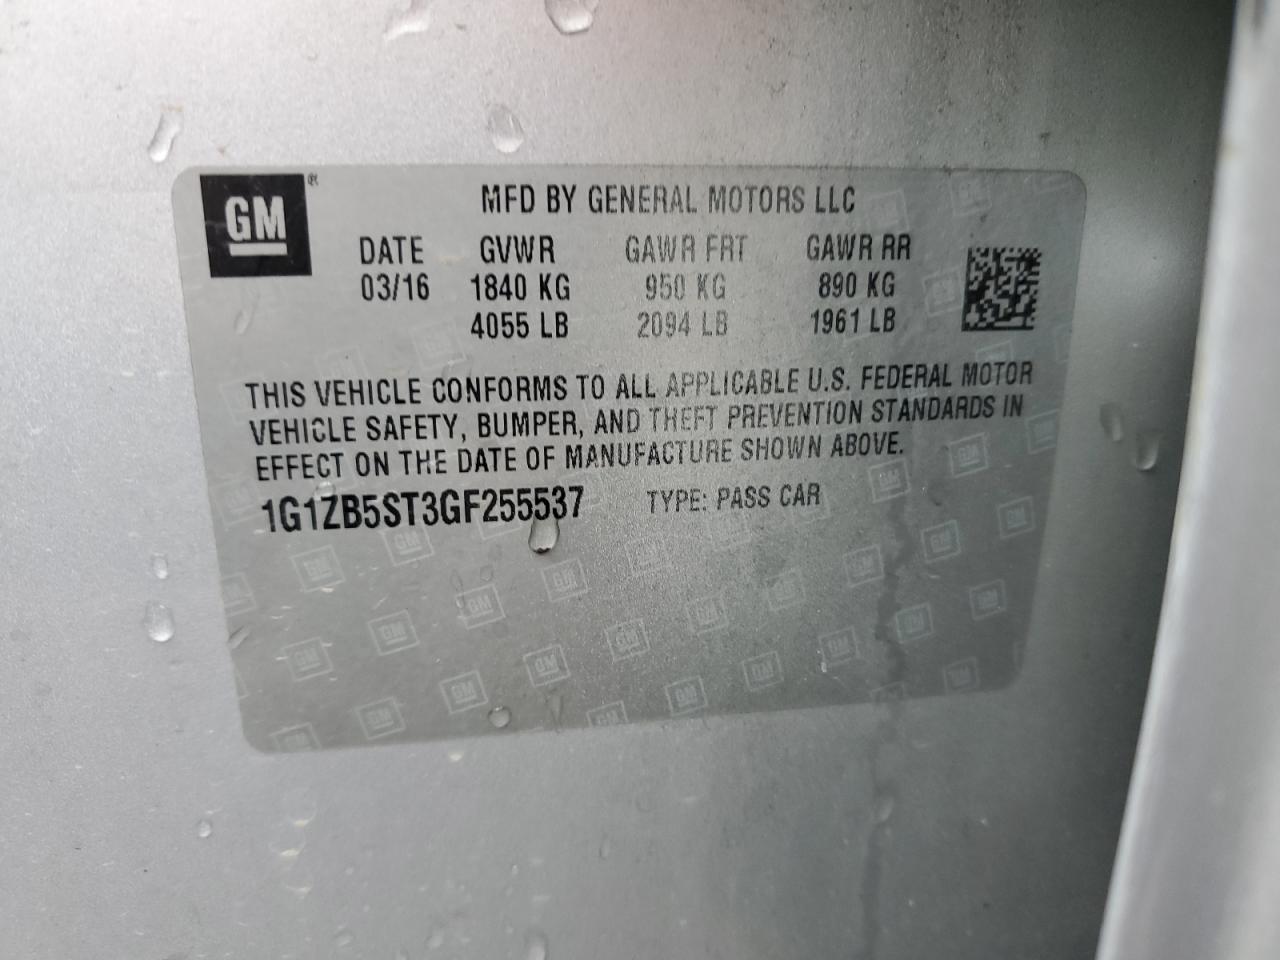 GM ®
MFD BY GENERAL MOTORS LLC
DATE GVWR GAWR FRT GAWR RR
03/16 1840 KG 950 KG 890 KG
4055 LB 2094 LB 1961 LB
THIS VEHICLE CONFORMS TO ALL APPLICABLE U.S. FEDERAL MOTOR
VEHICLE SAFETY, BUMPER, AND THEFT PREVENTION STANDARDS IN
EFFECT ON THE DATE OF MANUFACTURE SHOWN ABOVE.
1G1ZB5ST3GF255537 TYPE: PASS CAR